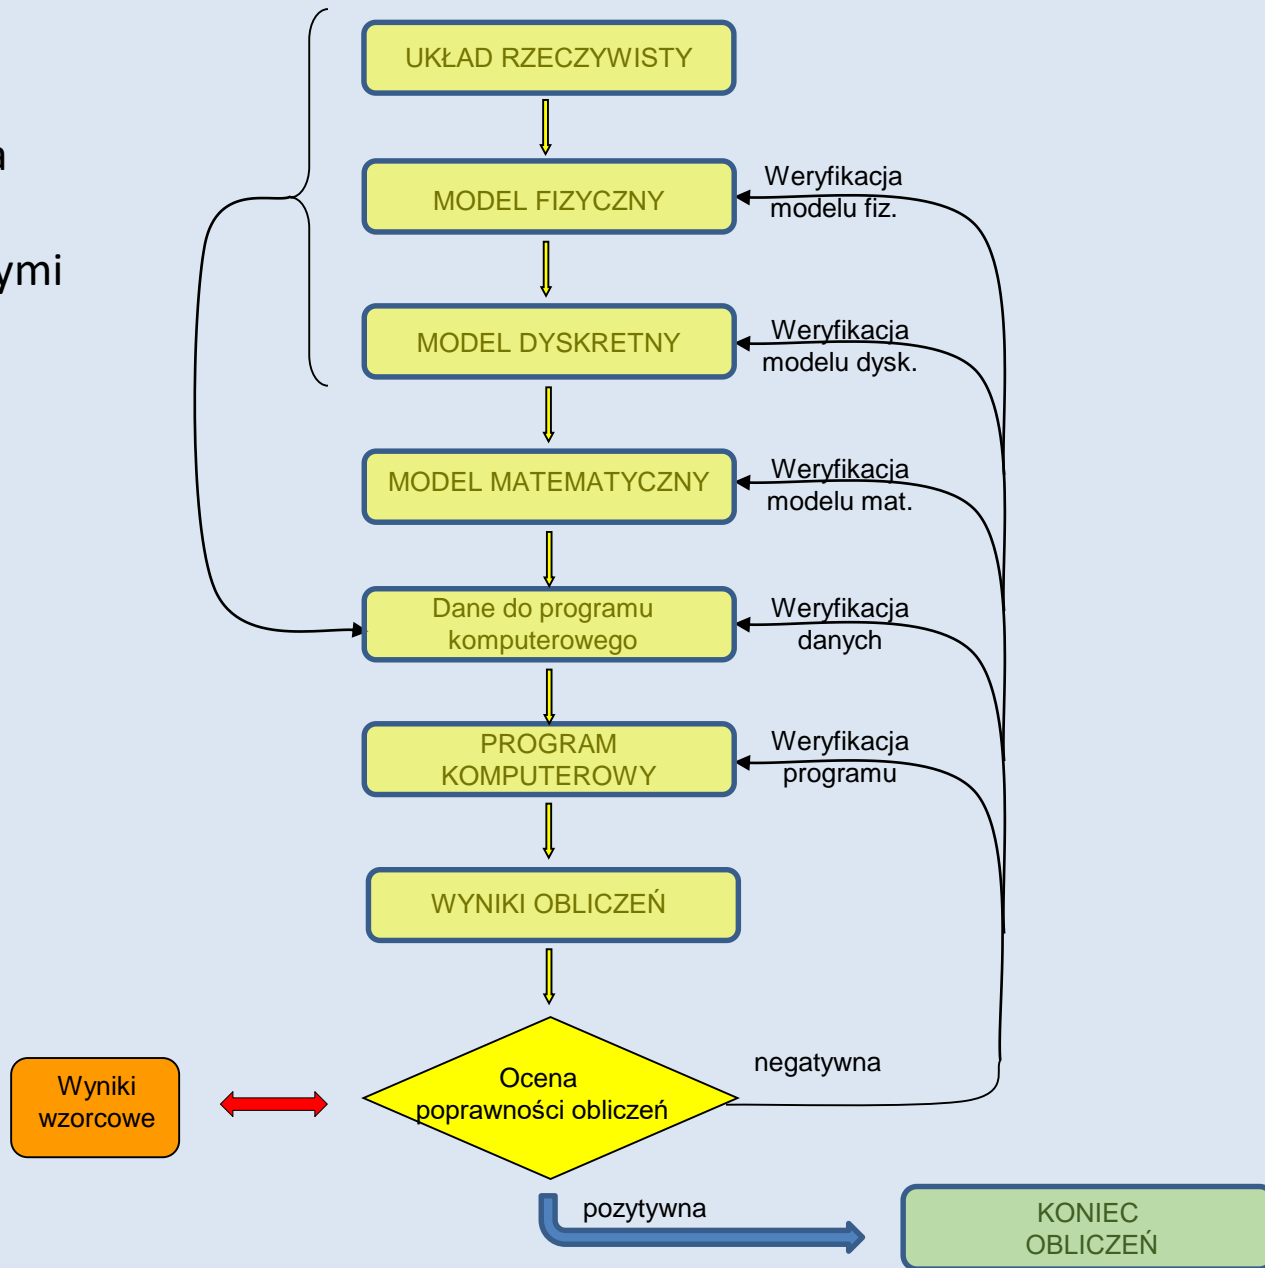 UKŁAD RZECZYWISTY
MODEL FIZYCZNY
Weryfikacja
modelu fiz.
ymi
MODEL DYSKRETNY
Weryfikacja
modelu dysk.
MODEL MATEMATYCZNY
Weryfikacja
modelu mat.
Dane do programu
komputerowego
Weryfikacja
danych
PROGRAM
KOMPUTEROWY
Weryfikacja
programu
WYNIKI OBLICZEŃ
Wyniki
wzorcowe
Ocena
poprawności obliczeń
negatywna
pozytywna
KONIEC
OBLICZEŃ